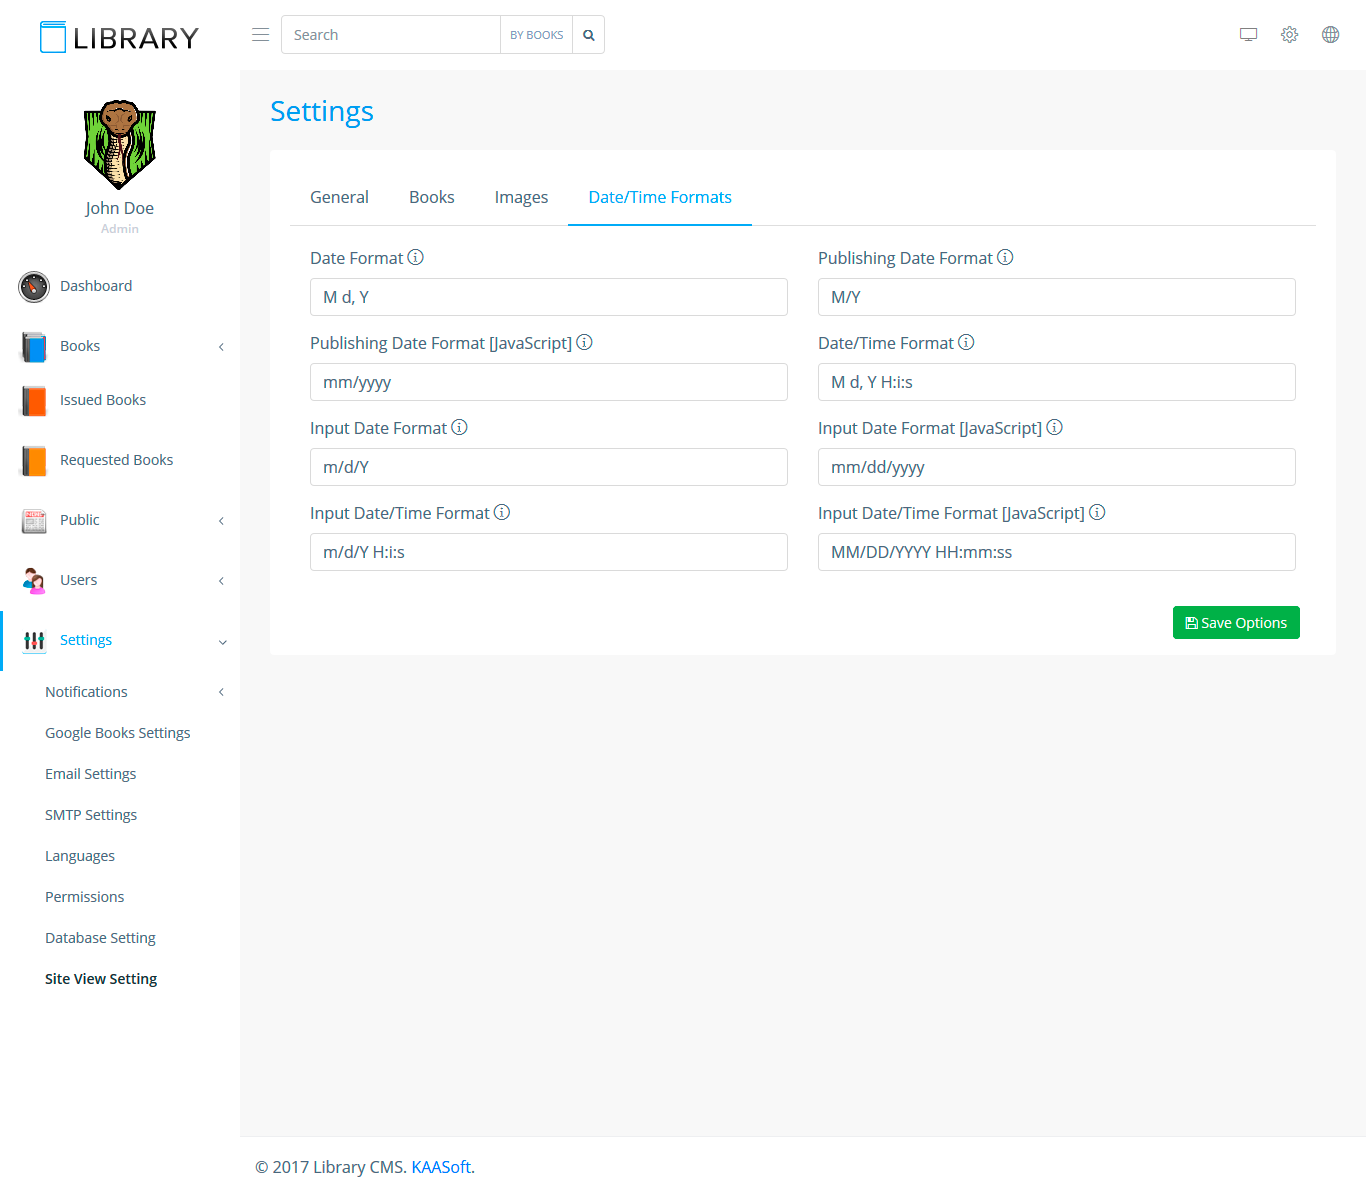 LIBRARY
Search
BY BOOKS
John Doe
Admin
Dashboard
Books
Issued Books
Requested Books
Public
Users
Settings
Notifications
Google Books Settings
Email Settings
SMTP Settings
Languages
Permissions
Database Setting
Site View Setting
Settings
General Books Images Date/Time Formats
Date Format
M d, Y
Publishing Date Format
M/Y
Publishing Date Format [JavaScript]
mm/yyyy
Date/Time Format
M d, Y H:i:s
Input Date Format
m/d/Y
Input Date Format [JavaScript]
mm/dd/yyyy
Input Date/Time Format
m/d/Y H:i:s
Input Date/Time Format [JavaScript]
MM/DD/YYYY HH:mm:ss
Save Options
© 2017 Library CMS. KAASoft.